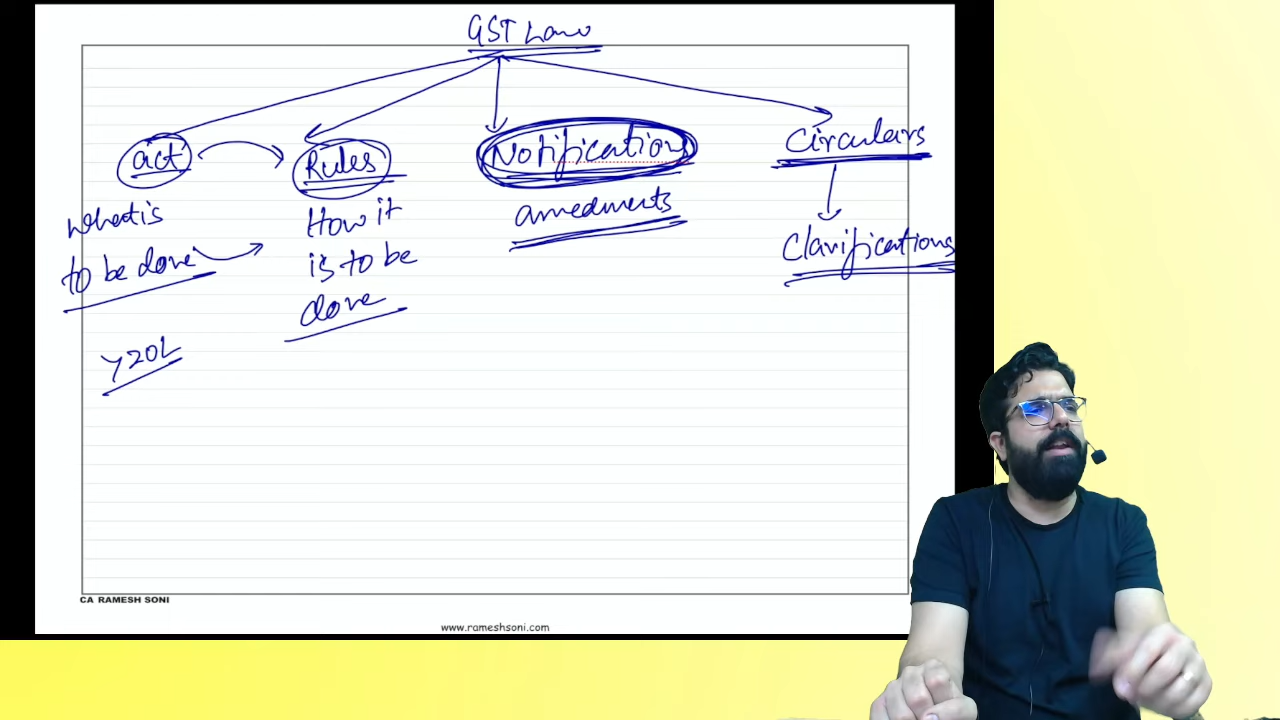 GST Law
act
Rules
Notifications
Circulars
What is
to be done
How it
is to be
done
amedments
Clarifications
Y20L
CA RAMESH SONI
www.rameshsoni.com